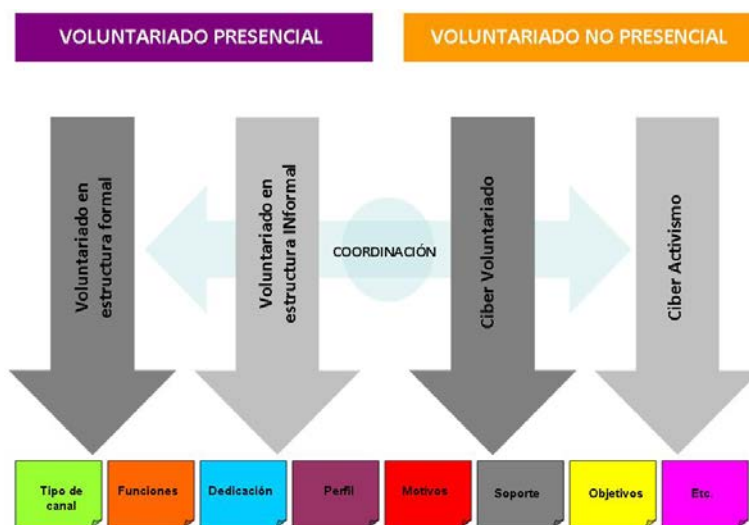 VOLUNTARIADO PRESENCIAL
VOLUNTARIADO NO PRESENCIAL
Voluntariado en
estructura formal
Voluntariado en
estructura INformal
COORDINACIÓN
Ciber Voluntariado
Ciber Activismo
Tipo de
canal
Funciones
Dedicación
Perfil
Motivos
Soporte
Objetivos
Etc.